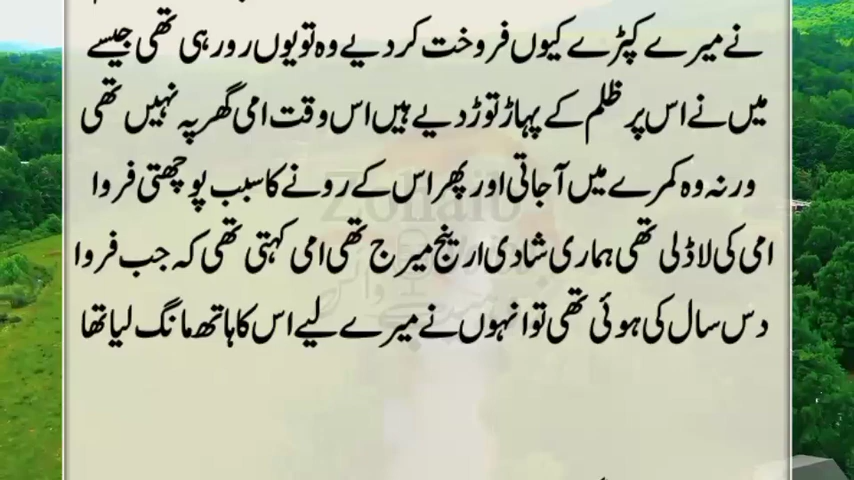 نے میرے کپڑے کیوں فروخت کر دیے وہ تو یوں رو رہی تھی جیسے
میں نے اس پر ظلم کے پہاڑ توڑ دیے ہیں اس وقت امی گھر پہ نہیں تھی
ورنہ وہ کمرے میں آ جاتی اور پھر اس کے رونے کا سبب پوچھتی فروا
امی کی لاڈلی تھی ہماری شادی ارینج میرج تھی امی کہتی تھی کہ جب فروا
دس سال کی ہوئی تھی تو انہوں نے میرے لیے اس کا ہاتھ مانگ لیا تھا
Zohaib